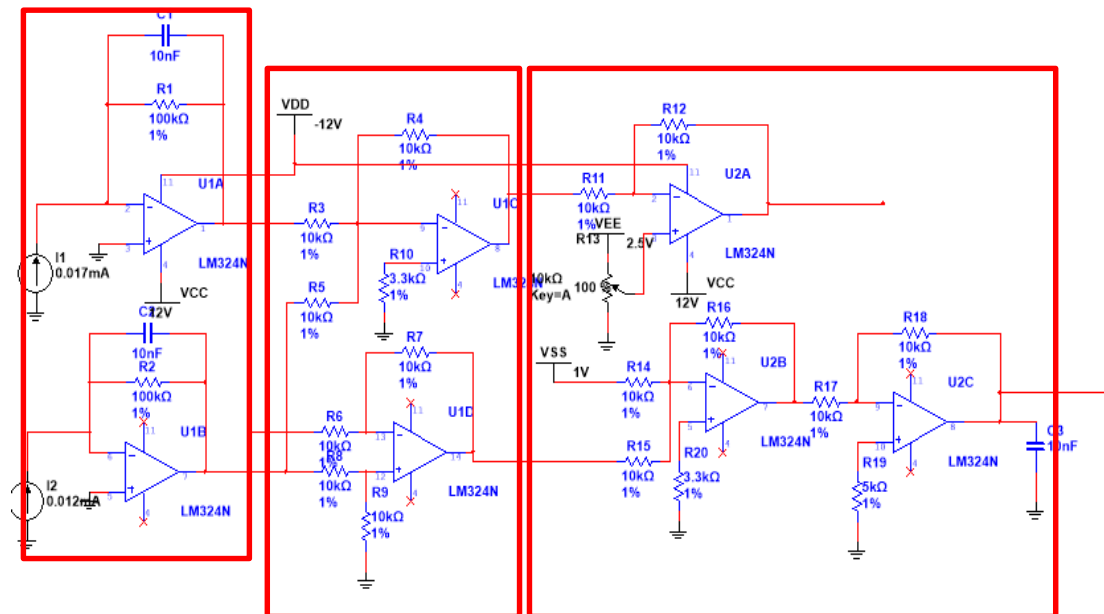 C1
10nF
R1
100kΩ
1%
11
U1A
2
3
1
4
LM324N
I1
0.017mA
VCC
12V
C2
10nF
R2
100kΩ
1%
11
U1B
6
5
7
4
LM324N
I2
0.012mA
VDD
-12V
R4
10kΩ
1%
R3
10kΩ
1%
11
U1C
9
10
8
4
LM324N
R10
3.3kΩ
1%
R5
10kΩ
1%
R7
10kΩ
1%
R6
10kΩ
1%
11
U1D
13
12
14
4
LM324N
R8
10kΩ
1%
R9
10kΩ
1%
R12
10kΩ
1%
R11
10kΩ
1%
11
U2A
2
3
1
4
LM324N
VEE
2.5V
R13
10kΩ
Key=A
100 %
VCC
12V
R16
10kΩ
1%
VSS
1V
R14
10kΩ
1%
11
U2B
6
5
7
4
LM324N
R15
10kΩ
1%
R20
3.3kΩ
1%
R18
10kΩ
1%
R17
10kΩ
1%
11
U2C
9
10
8
4
LM324N
R19
5kΩ
1%
C3
10nF